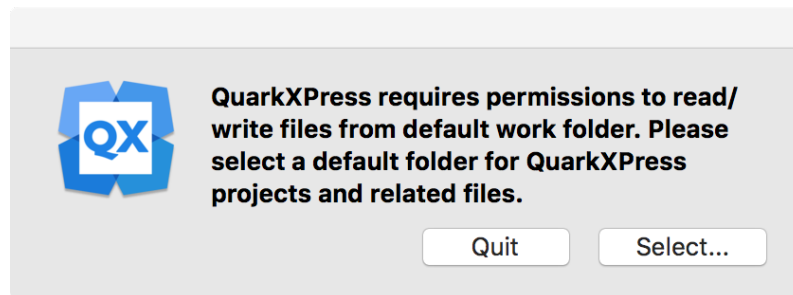 QX
QuarkXPress requires permissions to read/
write files from default work folder. Please
select a default folder for QuarkXPress
projects and related files.
Quit
Select...